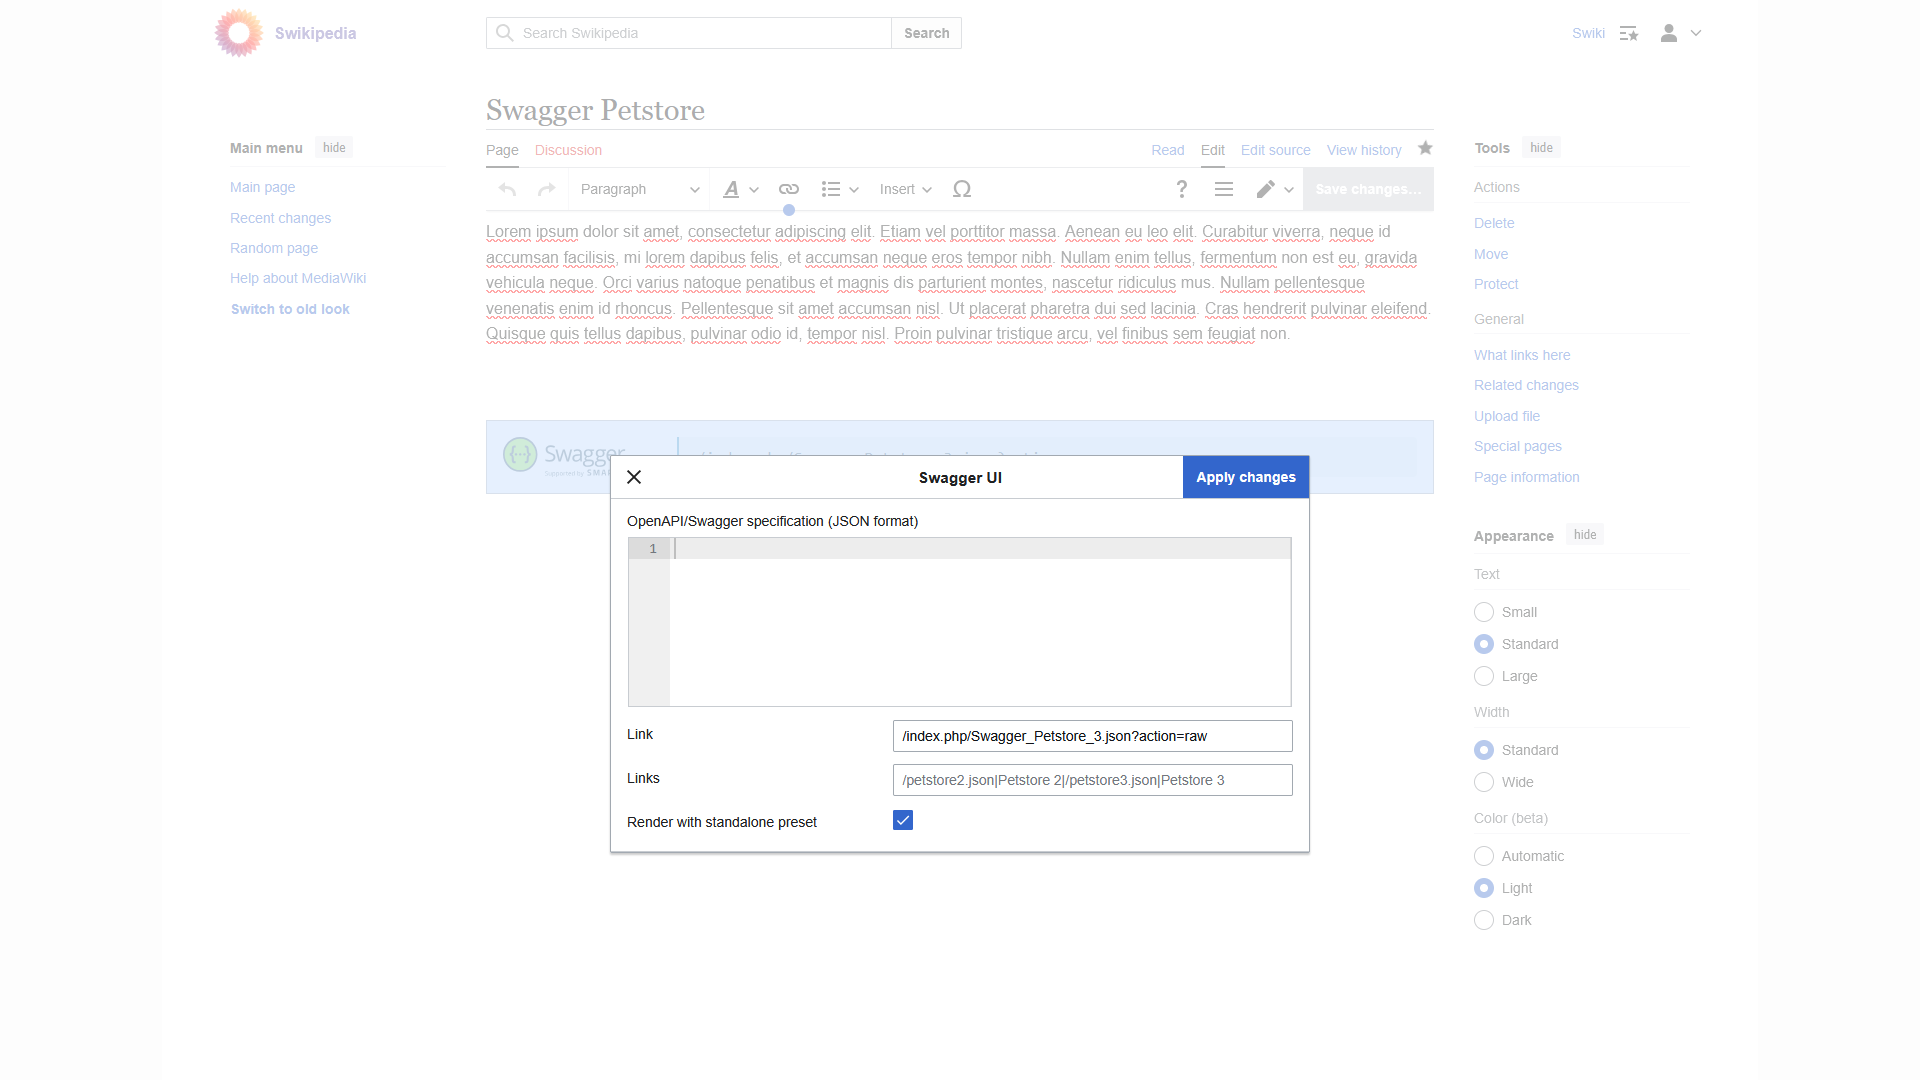 Swikipedia
Search Swikipedia
Search
Swiki
Swagger Petstore
Main menu
hide
Main page
Recent changes
Random page
Help about MediaWiki
Switch to old look
Page
Discussion
Read
Edit
Edit source
View history
Paragraph
A
Insert
Ω
?
Save changes...
Lorem ipsum dolor sit amet, consectetur adipiscing elit. Etiam vel porttitor massa. Aenean eu leo elit. Curabitur viverra, neque id
accumsan facilisis, mi lorem dapibus felis, et accumsan neque eros tempor nibh. Nullam enim tellus, fermentum non est eu, gravida
vehicula neque. Orci varius natoque penatibus et magnis dis parturient montes, nascetur ridiculus mus. Nullam pellentesque
venenatis enim id rhoncus. Pellentesque sit amet accumsan nisl. Ut placerat pharetra dui sed lacinia. Cras hendrerit pulvinar eleifend.
Quisque quis tellus dapibus, pulvinar odio id, tempor nisl. Proin pulvinar tristique arcu, vel finibus sem feugiat non.
{...} Swagger
Supported by
Swagger UI
Apply changes
OpenAPI/Swagger specification (JSON format)
1
Link
/index.php/Swagger_Petstore_3.json?action=raw
Links
/petstore2.json|Petstore 2|/petstore3.json|Petstore 3
Render with standalone preset
Tools
hide
Actions
Delete
Move
Protect
General
What links here
Related changes
Upload file
Special pages
Page information
Appearance
hide
Text
Small
Standard
Large
Width
Standard
Wide
Color (beta)
Automatic
Light
Dark